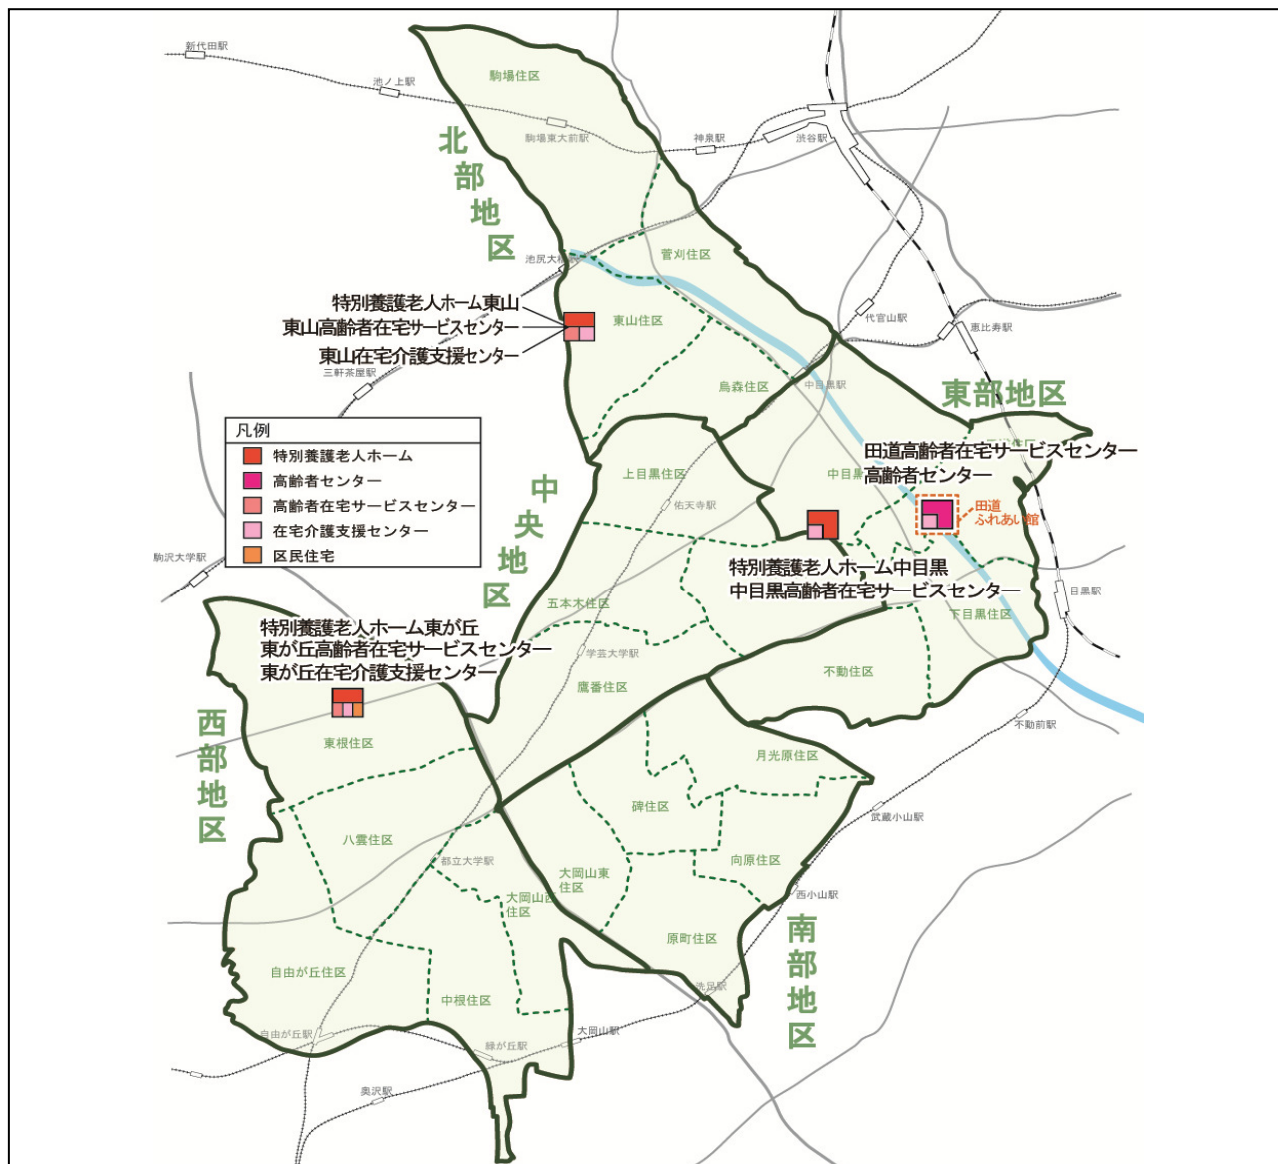 新代田駅
池ノ上駅
駒場住区
駒場東大前駅
神泉駅
渋谷駅
北部地区
菅刈住区
池尻大橋駅
特別養護老人ホーム東山
東山高齢者在宅サービスセンター
東山在宅介護支援センター
東山住区
代官山駅
恵比寿駅
三軒茶屋駅
烏森住区
中目黒駅
東部地区
凡例
特別養護老人ホーム
高齢者センター
高齢者在宅サービスセンター
在宅介護支援センター
区民住宅
田道高齢者在宅サービスセンター
高齢者センター
中目黒
上目黒住区
中央地区
祐天寺駅
田道
ふれあい館
駒沢大学駅
特別養護老人ホーム中目黒
中目黒高齢者在宅サービスセンター
目黒駅
五本木住区
下目黒住区
特別養護老人ホーム東が丘
東が丘高齢者在宅サービスセンター
東が丘在宅介護支援センター
学芸大学駅
不動住区
鷹番住区
西部地区
東根住区
不動前駅
月光原住区
碑住区
武蔵小山駅
八雲住区
都立大学駅
向原住区
大岡山東
住区
大岡山西
住区
西小山駅
原町住区
南部地区
自由が丘住区
中根住区
洗足駅
自由が丘駅
大岡山駅
緑が丘駅
奥沢駅